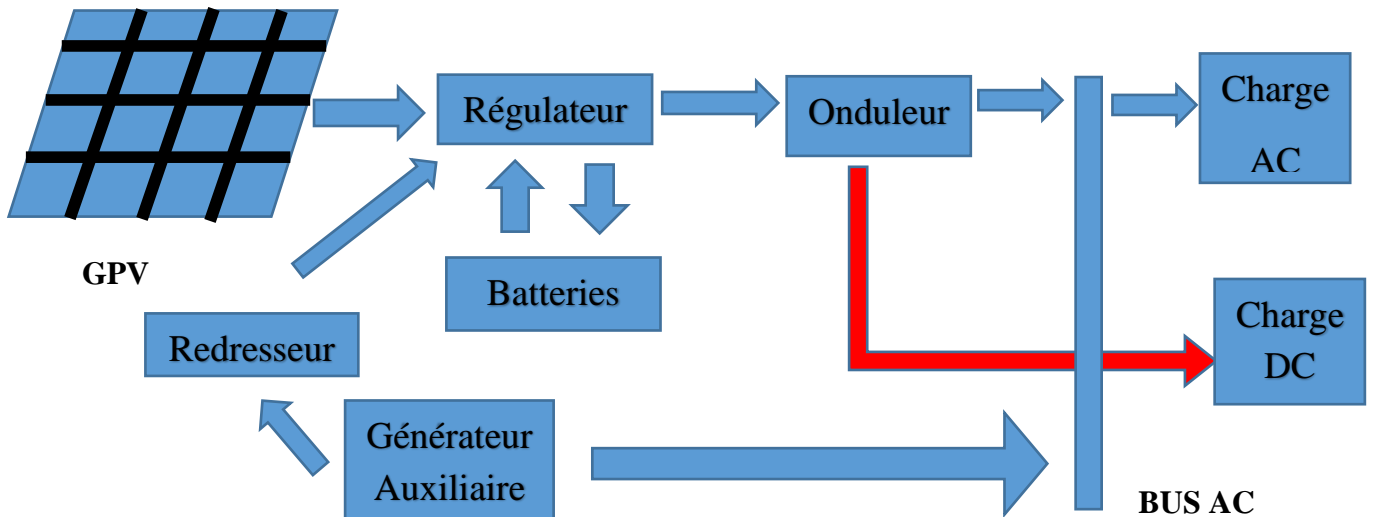 Régulateur
Onduleur
Charge
AC
GPV
Batteries
Redresseur
Charge
DC
Générateur
Auxiliaire
BUS AC